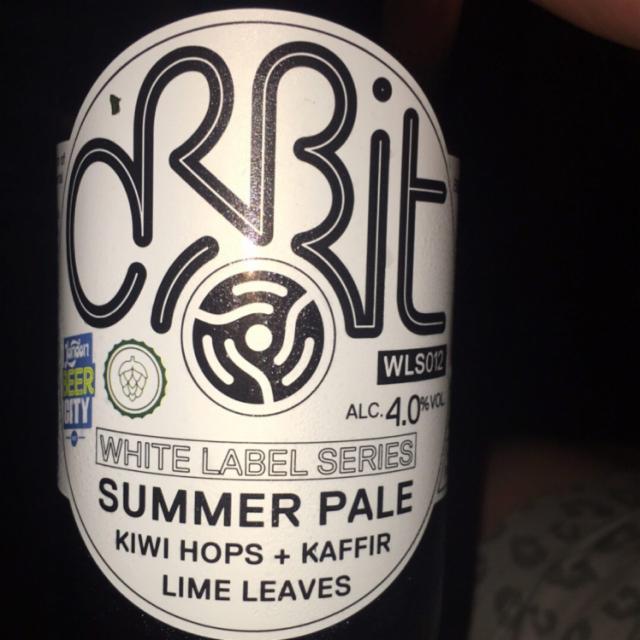 ORBit
WLS012
ALC. 4.0% VOL
London
BEER
CITY
WHITE LABEL SERIES
SUMMER PALE
KIWI HOPS + KAFFIR
LIME LEAVES